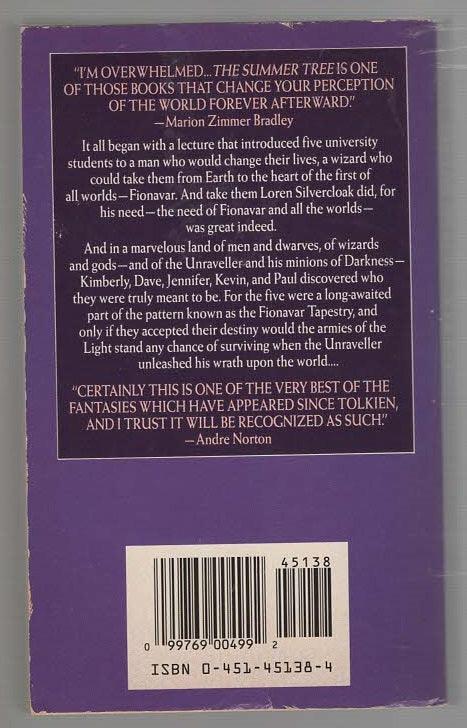 "I'M OVERWHELMED...THE SUMMER TREE IS ONE
OF THOSE BOOKS THAT CHANGE YOUR PERCEPTION
OF THE WORLD FOREVER AFTERWARD."
—Marion Zimmer Bradley
It all began with a lecture that introduced five university
students to a man who would change their lives, a wizard who
could take them from Earth to the heart of the first of
all worlds—Fionavar. And take them Loren Silvercloak did, for
his need—the need of Fionavar and all the worlds—
was great indeed.
And in a marvelous land of men and dwarves, of wizards
and gods—and of the Unraveller and his minions of Darkness—
Kimberly, Dave, Jennifer, Kevin, and Paul discovered who
they were truly meant to be. For the five were a long-awaited
part of the pattern known as the Fionavar Tapestry, and
only if they accepted their destiny would the armies of the
Light stand any chance of surviving when the Unraveller
unleashed his wrath upon the world....
"CERTAINLY THIS IS ONE OF THE VERY BEST OF THE
FANTASIES WHICH HAVE APPEARED SINCE TOLKIEN,
AND I TRUST IT WILL BE RECOGNIZED AS SUCH."
—Andre Norton
45138
0 99769 00499 2
ISBN 0-451-45138-4